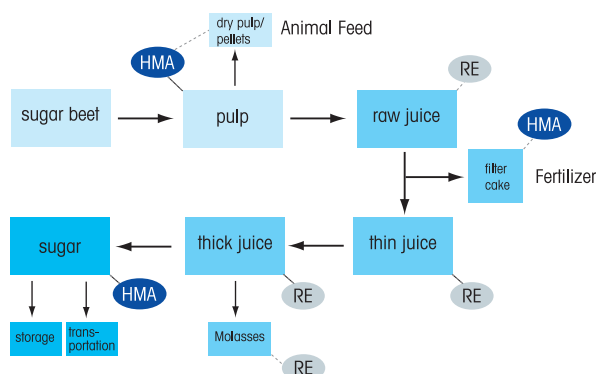 dry pulp/
pellets
Animal Feed
HMA
RE
sugar beet
pulp
raw juice
HMA
filter
cake
Fertilizer
sugar
thick juice
thin juice
HMA
RE
RE
storage
trans-
portation
Molasses
RE